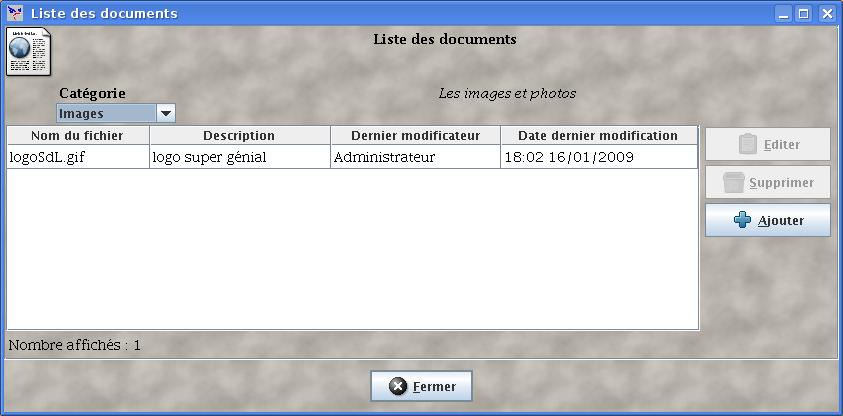 Liste des documents
Liste des documents
Catégorie
Les images et photos
Images
Nom du fichier Description Dernier modificateur Date dernier modification
logoSdL.gif logo super génial Administrateur 18:02 16/01/2009
Editer
Supprimer
Ajouter
Nombre affichés : 1
Fermer